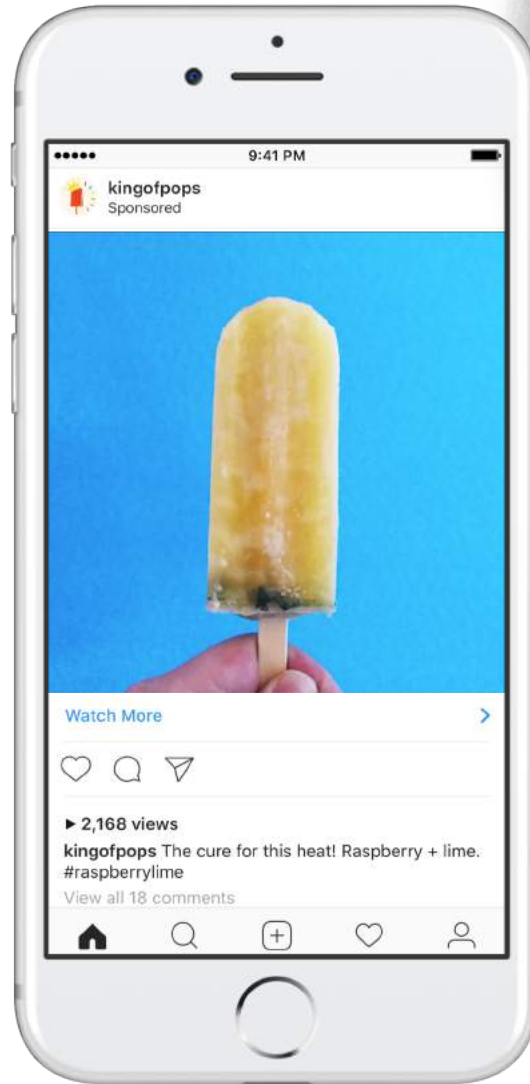 9:41 PM
kingofpops
Sponsored
Watch More
2,168 views
kingofpops The cure for this heat! Raspberry + lime.
#raspberrylime
View all 18 comments